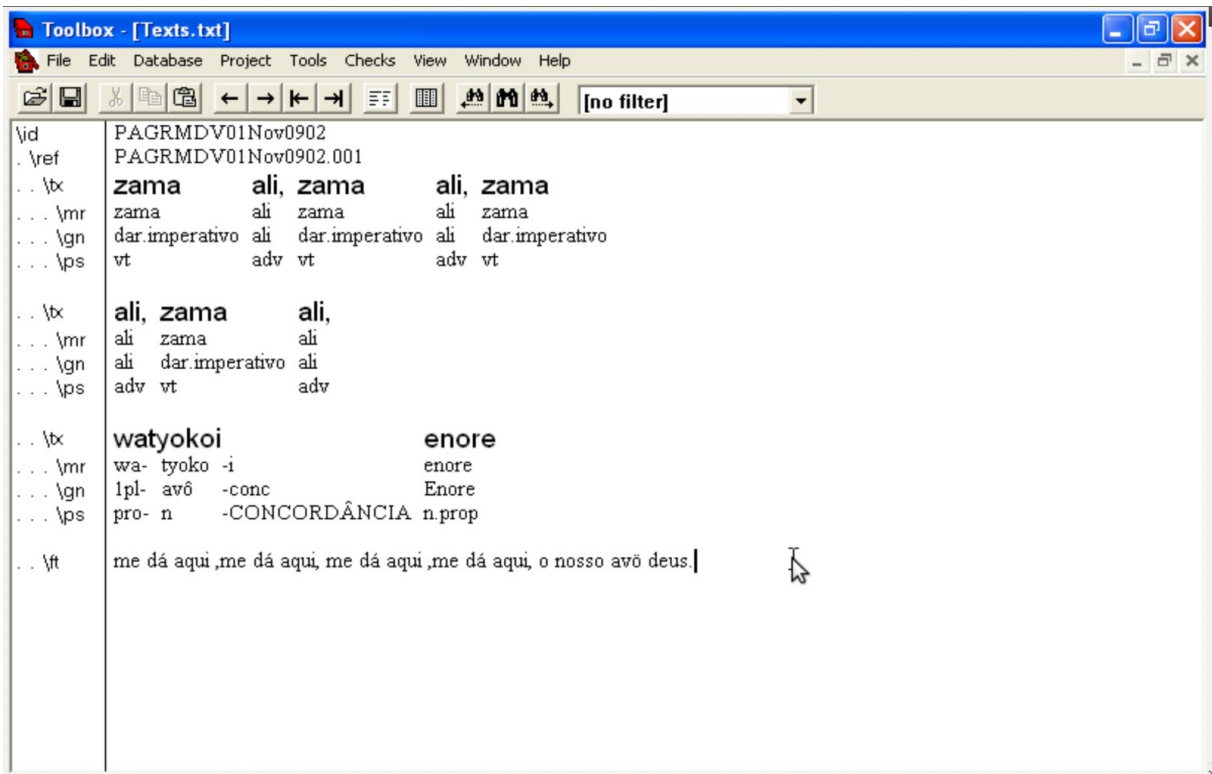 Toolbox - [Texts.txt]
File Edit Database Project Tools Checks View Window Help
[no filter]
\id PAGRMDV01Nov0902
. \ref PAGRMDV01Nov0902.001
. . \tx zama ali, zama ali, zama
. . . \mr zama ali zama ali zama
. . . \gn dar.imperativo ali dar.imperativo ali dar.imperativo
. . . \ps vt adv vt adv vt
. . \tx ali, zama ali,
. . . \mr ali zama ali
. . . \gn ali dar.imperativo ali
. . . \ps adv vt adv
. . \tx watyokoi enore
. . . \mr wa- tyoko -i enore
. . . \gn 1pl- avô -conc Enore
. . . \ps pro- n -CONCORDÂNCIA n.prop
. . \ft me dá aqui ,me dá aqui, me dá aqui ,me dá aqui, o nosso avö deus.